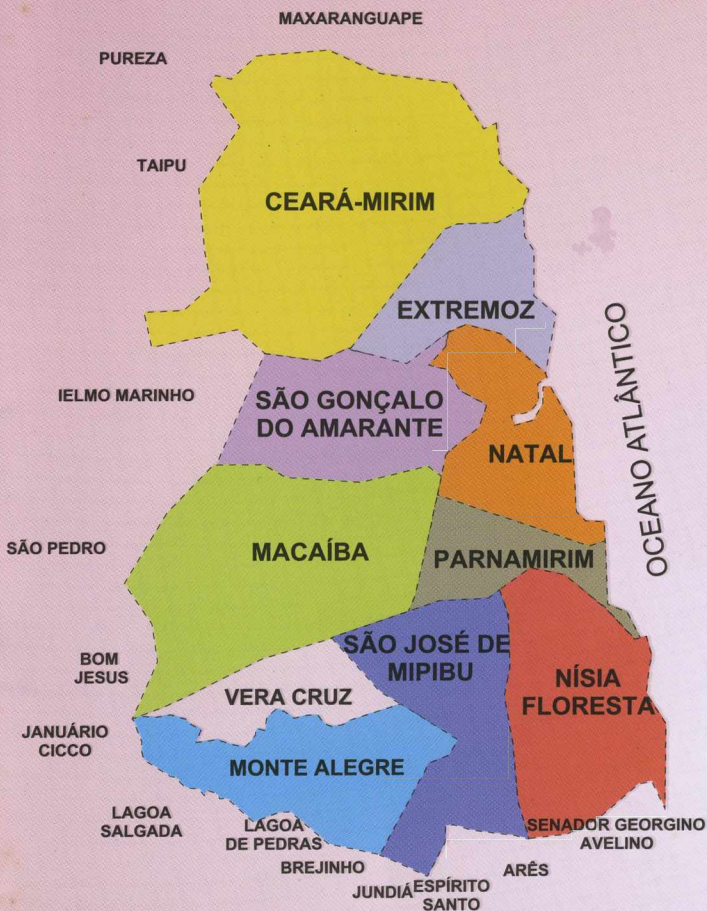 MAXARANGUAPE
PUREZA
TAIPU
CEARÁ-MIRIM
EXTREMOZ
OCEANO ATLÂNTICO
IELMO MARINHO
SÃO GONÇALO
DO AMARANTE
NATAL
SÃO PEDRO
MACAÍBA
PARNAMIRIM
SÃO JOSÉ DE
MIPIBU
BOM
JESUS
NÍSIA
FLORESTA
VERA CRUZ
JANUÁRIO
CICCO
MONTE ALEGRE
LAGOA
SALGADA
LAGOA
DE PEDRAS
SENADOR GEORGINO
AVELINO
BREJINHO
ARÊS
JUNDIÁ
ESPÍRITO
SANTO